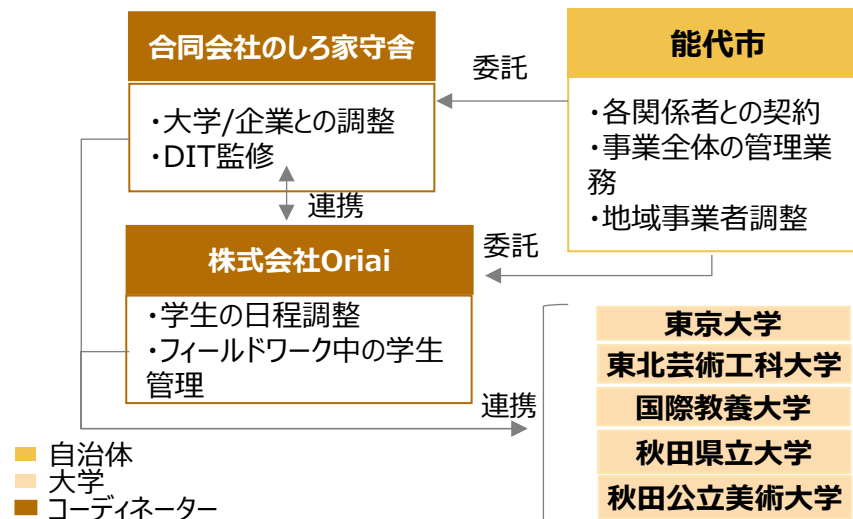 合同会社のしろ家守舎
・大学/企業との調整
・DIT監修
委託
能代市
・各関係者との契約
・事業全体の管理業
務
・地域事業者調整
連携
株式会社Oriai
・学生の日程調整
・フィールドワーク中の学生
管理
委託
連携
東京大学
東北芸術工科大学
国際教養大学
秋田県立大学
秋田公立美術大学
自治体
大学
コーディネーター